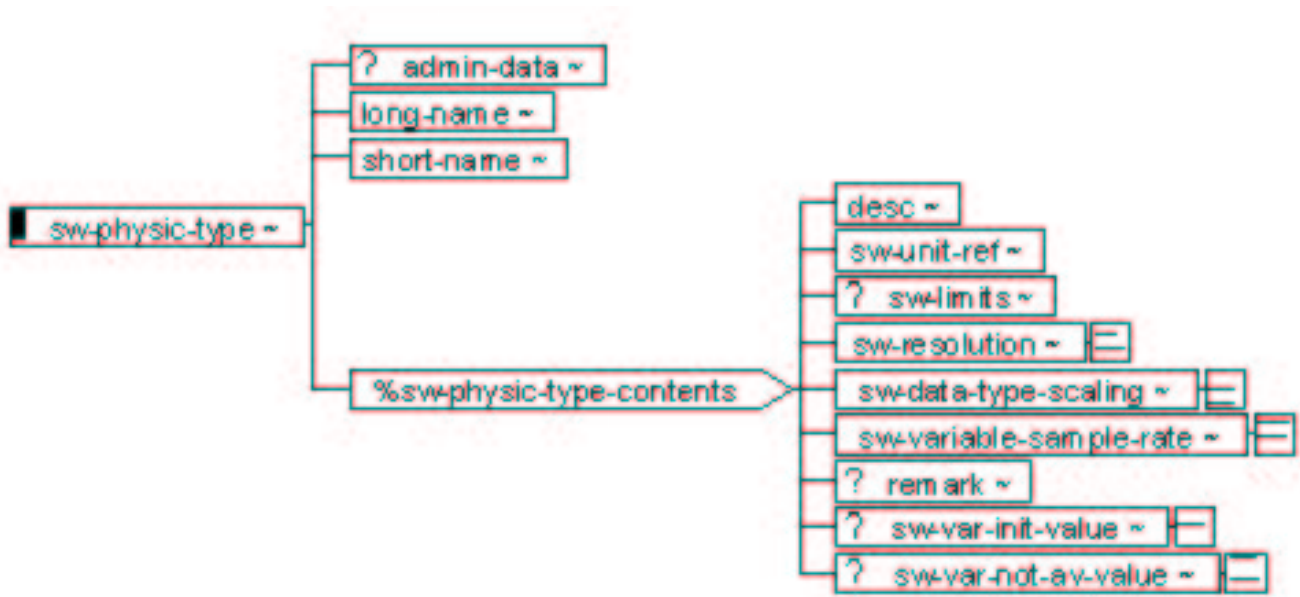 ? admin-data ~
long-name ~
short-name ~
sw-physic-type ~
desc ~
sw-unit-ref ~
? sw-limits ~
sw-resolution ~
%sw-physic-type-contents
sw-data-type-scaling ~
sw-variable-sample-rate ~
? remark ~
? sw-var-init-value ~
? sw-var-not-av-value ~